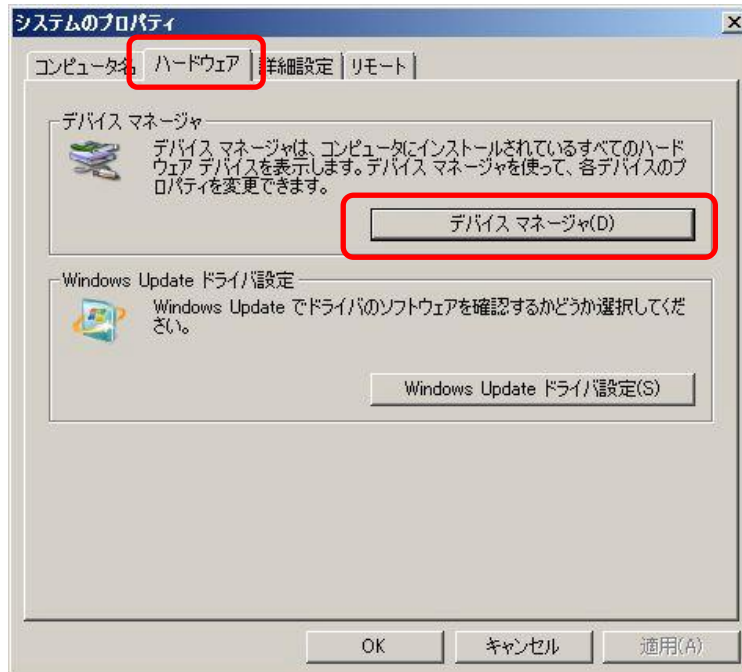 システムのプロパティ
コンピュータ名 ハードウェア 詳細設定 リモート
デバイス マネージャ
デバイス マネージャは、コンピュータにインストールされているすべてのハード
ウェア デバイスを表示します。デバイス マネージャを使って、各デバイスのプ
ロパティを変更できます。
デバイス マネージャ(D)
Windows Update ドライバ設定
Windows Update でドライバのソフトウェアを確認するかどうか選択してくだ
さい。
Windows Update ドライバ設定(S)
OK キャンセル 適用(A)